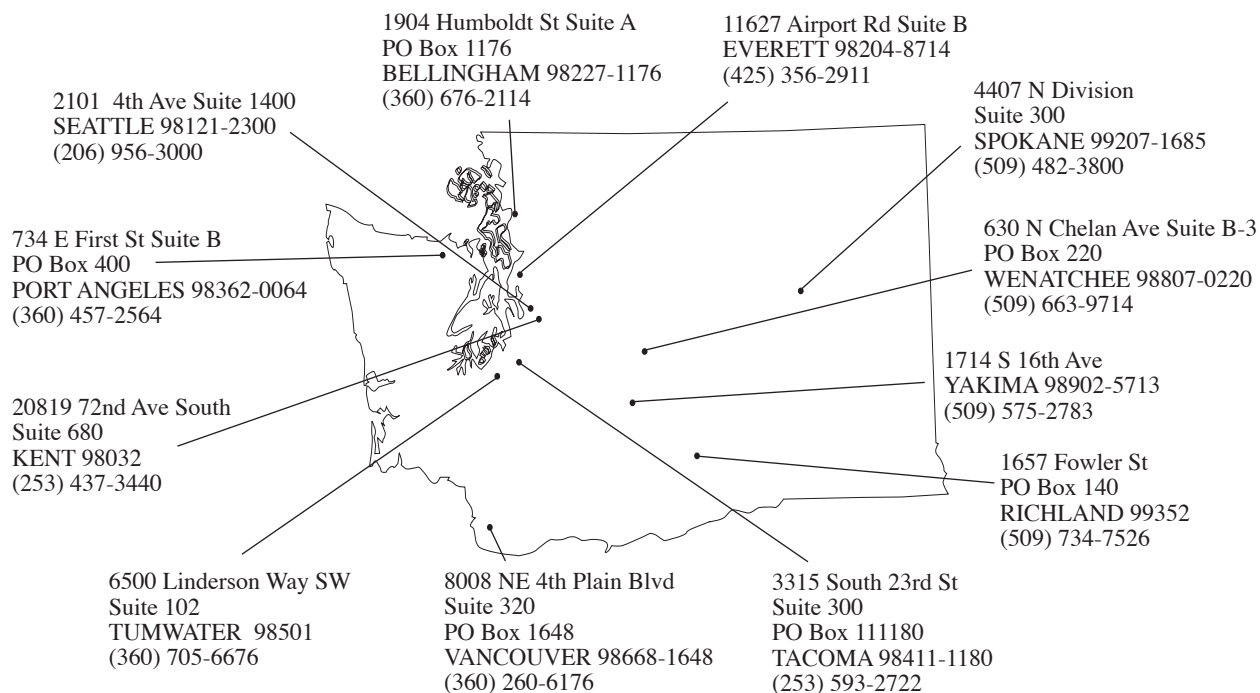 1904 Humboldt St Suite A
PO Box 1176
BELLINGHAM 98227-1176
(360) 676-2114
11627 Airport Rd Suite B
EVERETT 98204-8714
(425) 356-2911
2101 4th Ave Suite 1400
SEATTLE 98121-2300
(206) 956-3000
4407 N Division
Suite 300
SPOKANE 99207-1685
(509) 482-3800
734 E First St Suite B
PO Box 400
PORT ANGELES 98362-0064
(360) 457-2564
630 N Chelan Ave Suite B-3
PO Box 220
WENATCHEE 98807-0220
(509) 663-9714
1714 S 16th Ave
YAKIMA 98902-5713
(509) 575-2783
20819 72nd Ave South
Suite 680
KENT 98032
(253) 437-3440
1657 Fowler St
PO Box 140
RICHLAND 99352
(509) 734-7526
6500 Linderson Way SW
Suite 102
TUMWATER 98501
(360) 705-6676
8008 NE 4th Plain Blvd
Suite 320
PO Box 1648
VANCOUVER 98668-1648
(360) 260-6176
3315 South 23rd St
Suite 300
PO Box 111180
TACOMA 98411-1180
(253) 593-2722